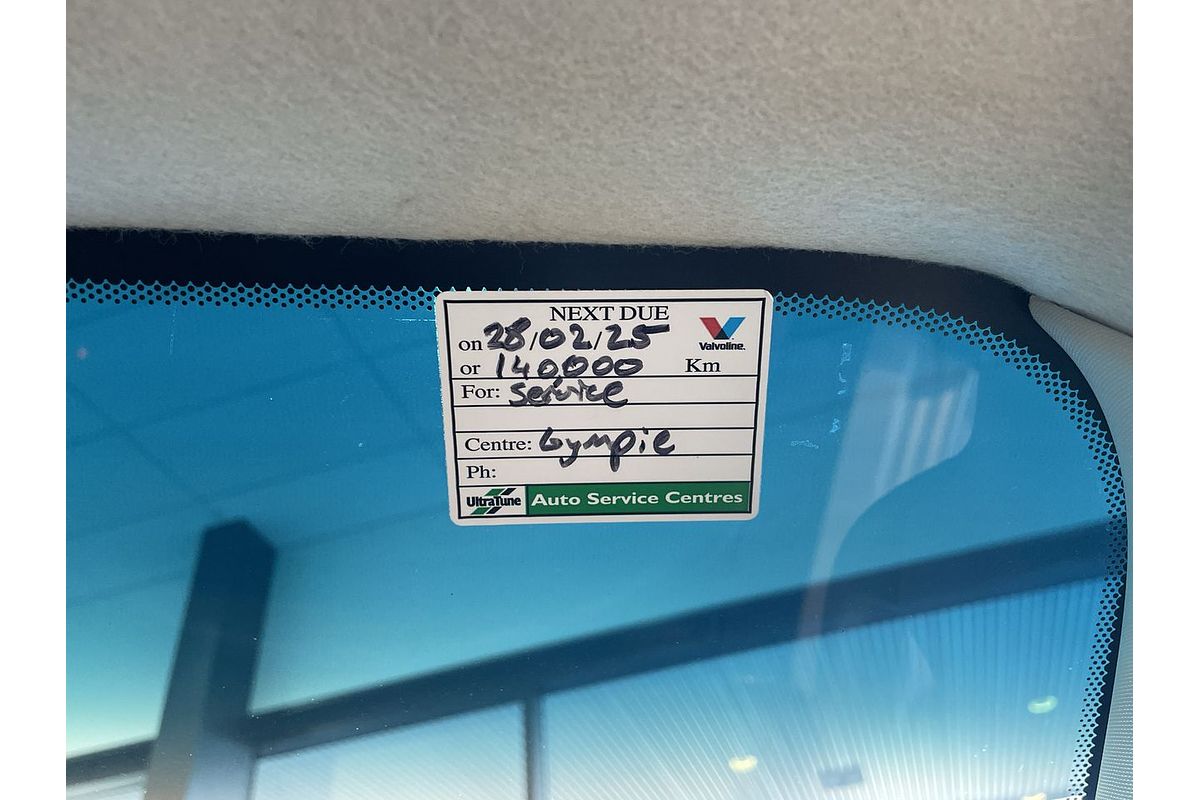 NEXT DUE
on 28/02/25
Valvoline.
or 140,000 Km
For: Service
Centre: Gympie
Ph:
UltraTune Auto Service Centres